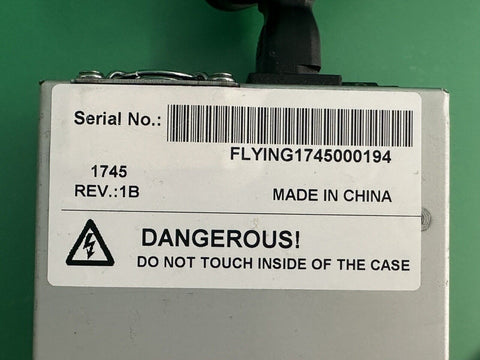 Serial No.:
FLYING1745000194
1745
REV.:1B
MADE IN CHINA
DANGEROUS!
DO NOT TOUCH INSIDE OF THE CASE